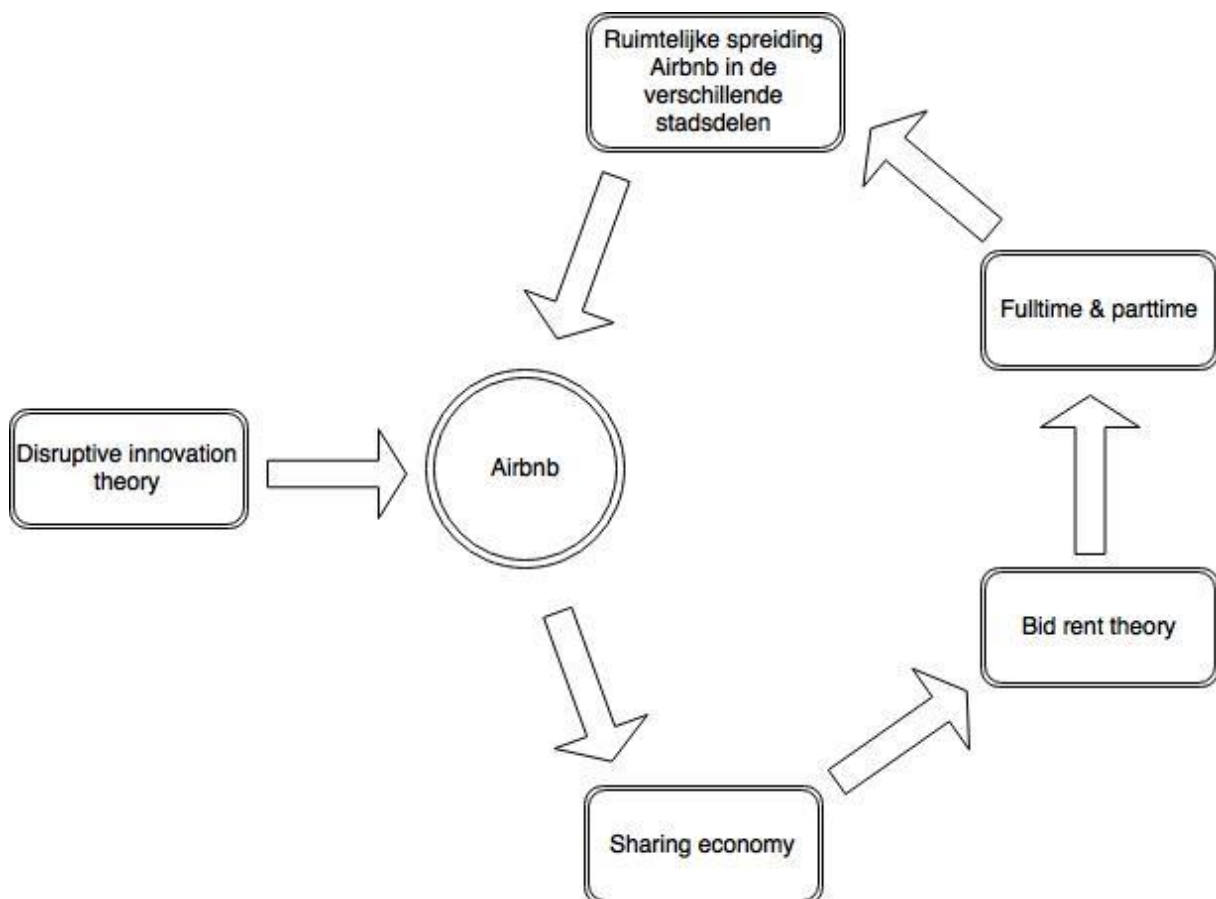 Ruimtelijke spreiding
Airbnb in de
verschillende
stadsdelen
Fulltime & parttime
Disruptive innovation
theory
Airbnb
Bid rent theory
Sharing economy